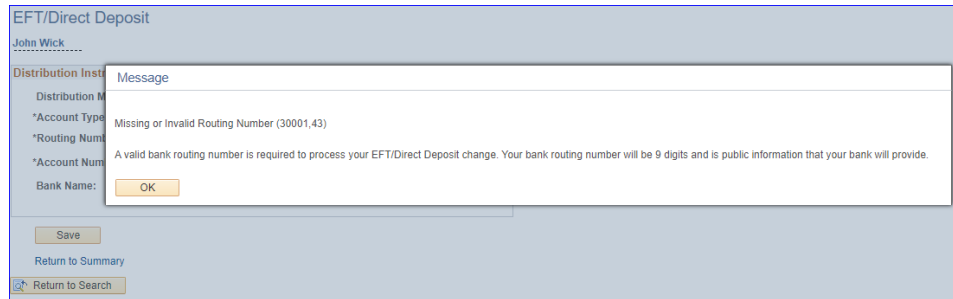 EFT/Direct Deposit
John Wick
Distribution Instr
Message
Distribution M
*Account Type
Missing or Invalid Routing Number (30001,43)
*Routing Numb
A valid bank routing number is required to process your EFT/Direct Deposit change. Your bank routing number will be 9 digits and is public information that your bank will provide.
*Account Num
Bank Name:
OK
Save
Return to Summary
Return to Search